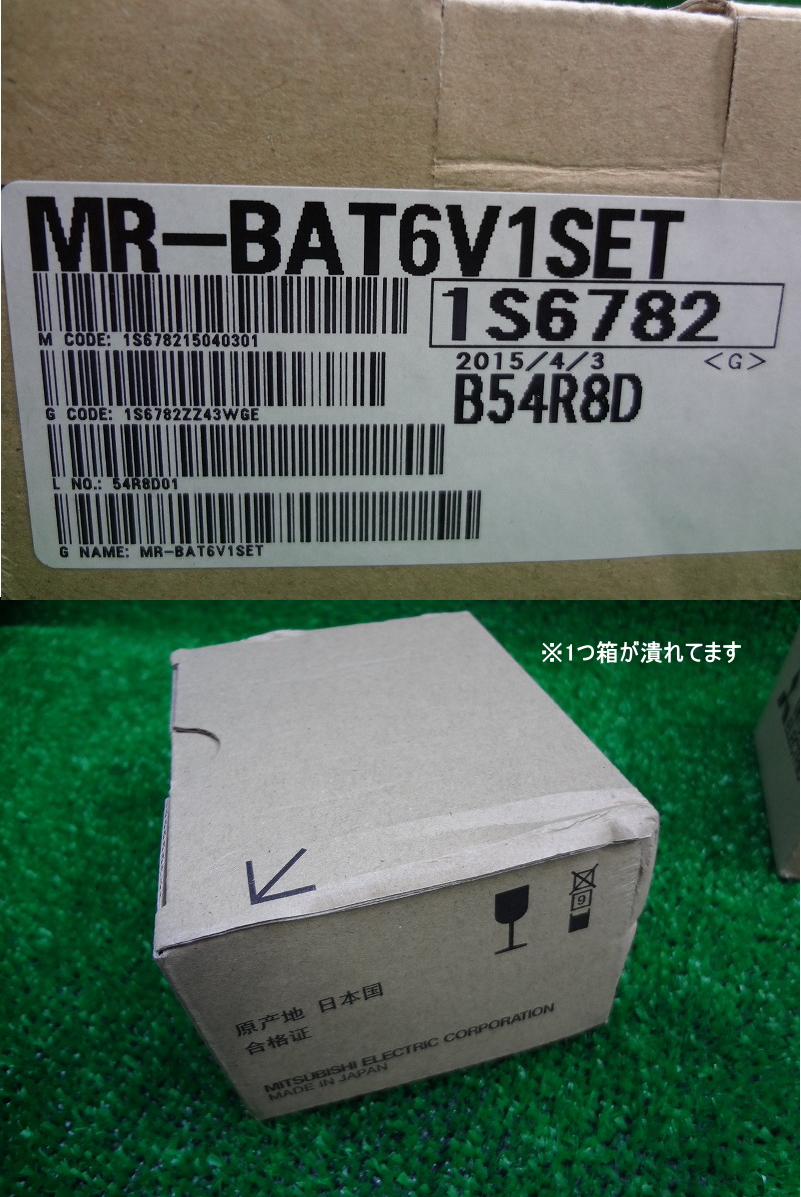 MR-BAT6V1SET
1S6782
M CODE: 1S678215040301
2015/4/3 <G>
B54R8D
G CODE: 1S6782ZZ43WGE
L NO.: 54R8D01
G NAME: MR-BAT6V1SET
※1つ箱が潰れてます
9
原产地 日本国
合格证
MITSUBISHI ELECTRIC CORPORATION
MADE IN JAPAN